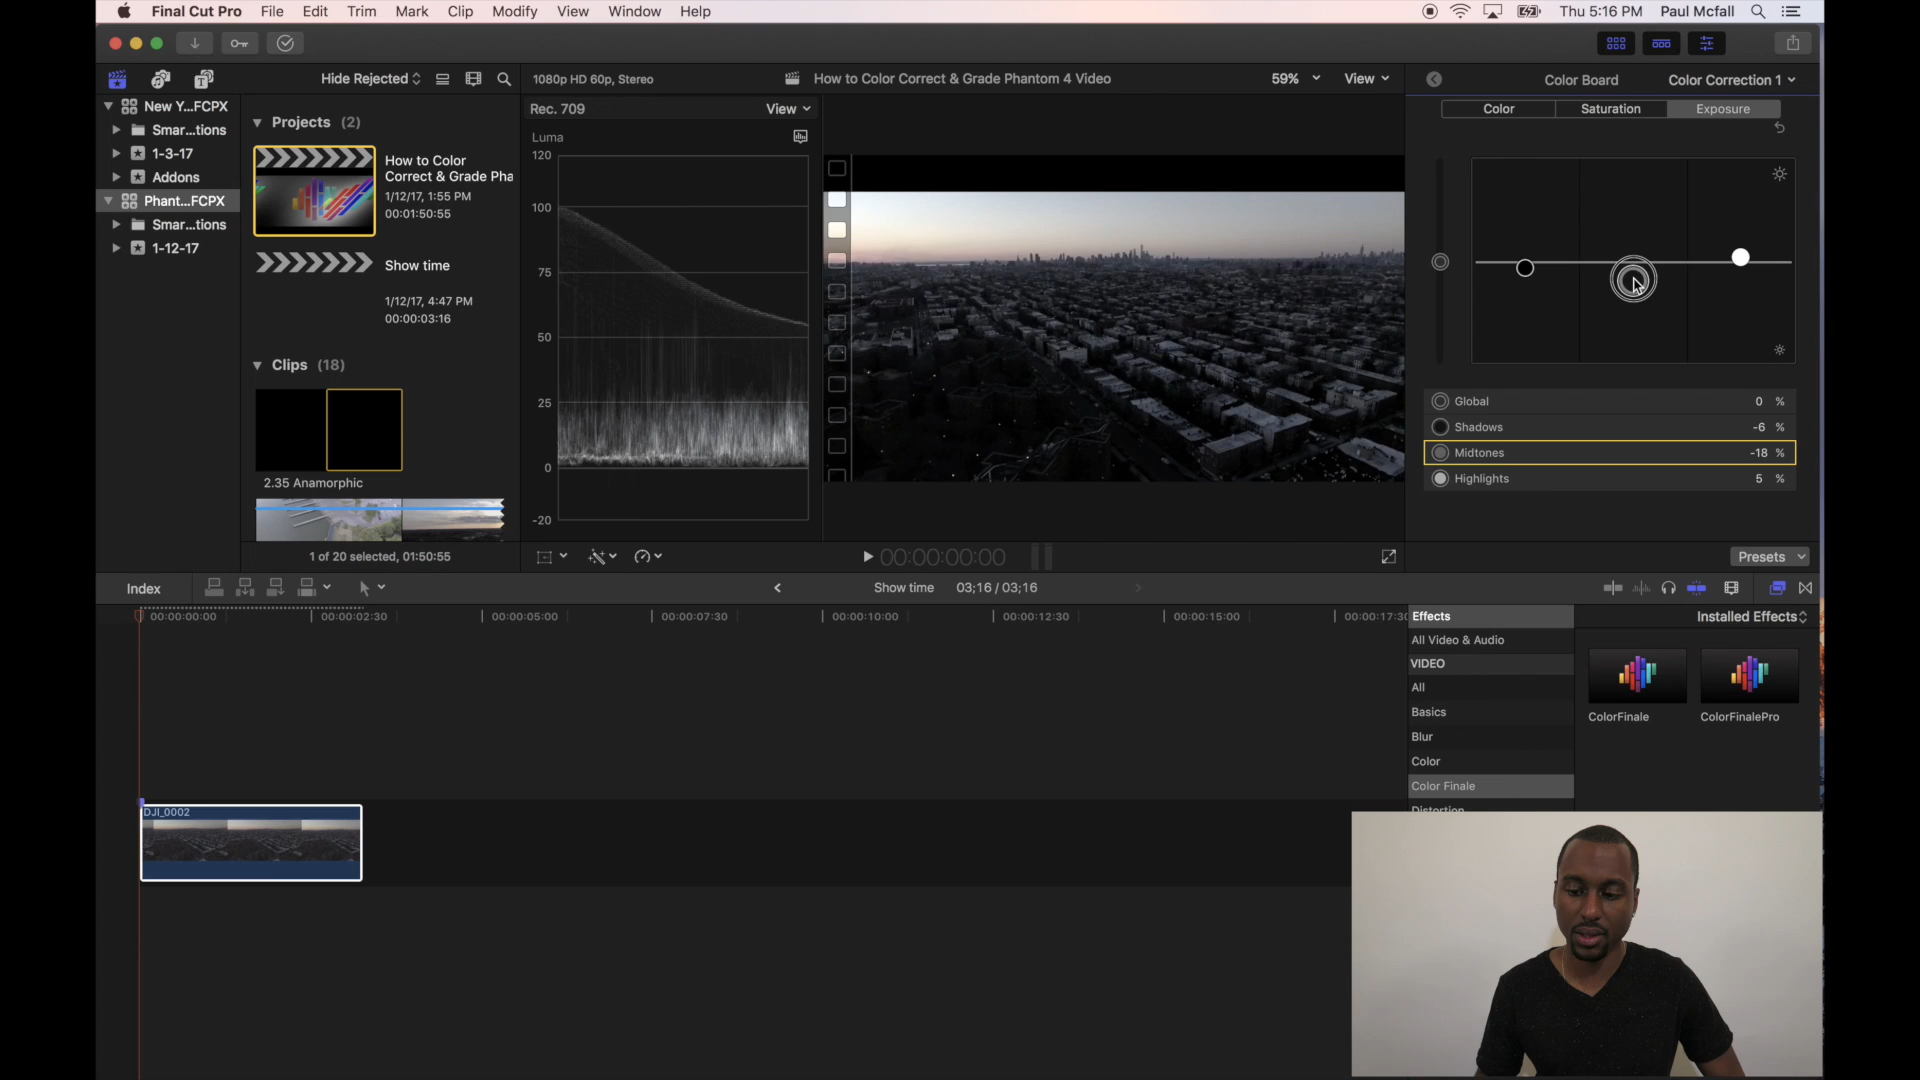 Final Cut Pro File Edit Trim Mark Clip Modify View Window Help Thu 5:16 PM Paul Mcfall
Hide Rejected 1080p HD 60p, Stereo How to Color Correct & Grade Phantom 4 Video 59% View Color Board Color Correction 1
New Y...FCPX
Smar...tions
1-3-17
Addons
Phant...FCPX
Smar...tions
1-12-17
Projects (2)
How to Color
Correct & Grade Pha
1/12/17, 1:55 PM
00:01:50:55
Show time
1/12/17, 4:47 PM
00:00:03:16
Clips (18)
2.35 Anamorphic
1 of 20 selected, 01:50:55
Rec. 709 View
Luma
120
100
75
50
25
0
-20
00:00:00:00
Color Saturation Exposure
Global 0 %
Shadows -6 %
Midtones -18 %
Highlights 5 %
Presets
Index Show time 03;16 / 03;16
00:00:00:00 00:00:02:30 00:00:05:00 00:00:07:30 00:00:10:00 00:00:12:30 00:00:15:00 00:00:17:30
DJI_0002
Effects Installed Effects
All Video & Audio
VIDEO
All
Basics
Blur
Color
Color Finale
Distortion
ColorFinale ColorFinalePro